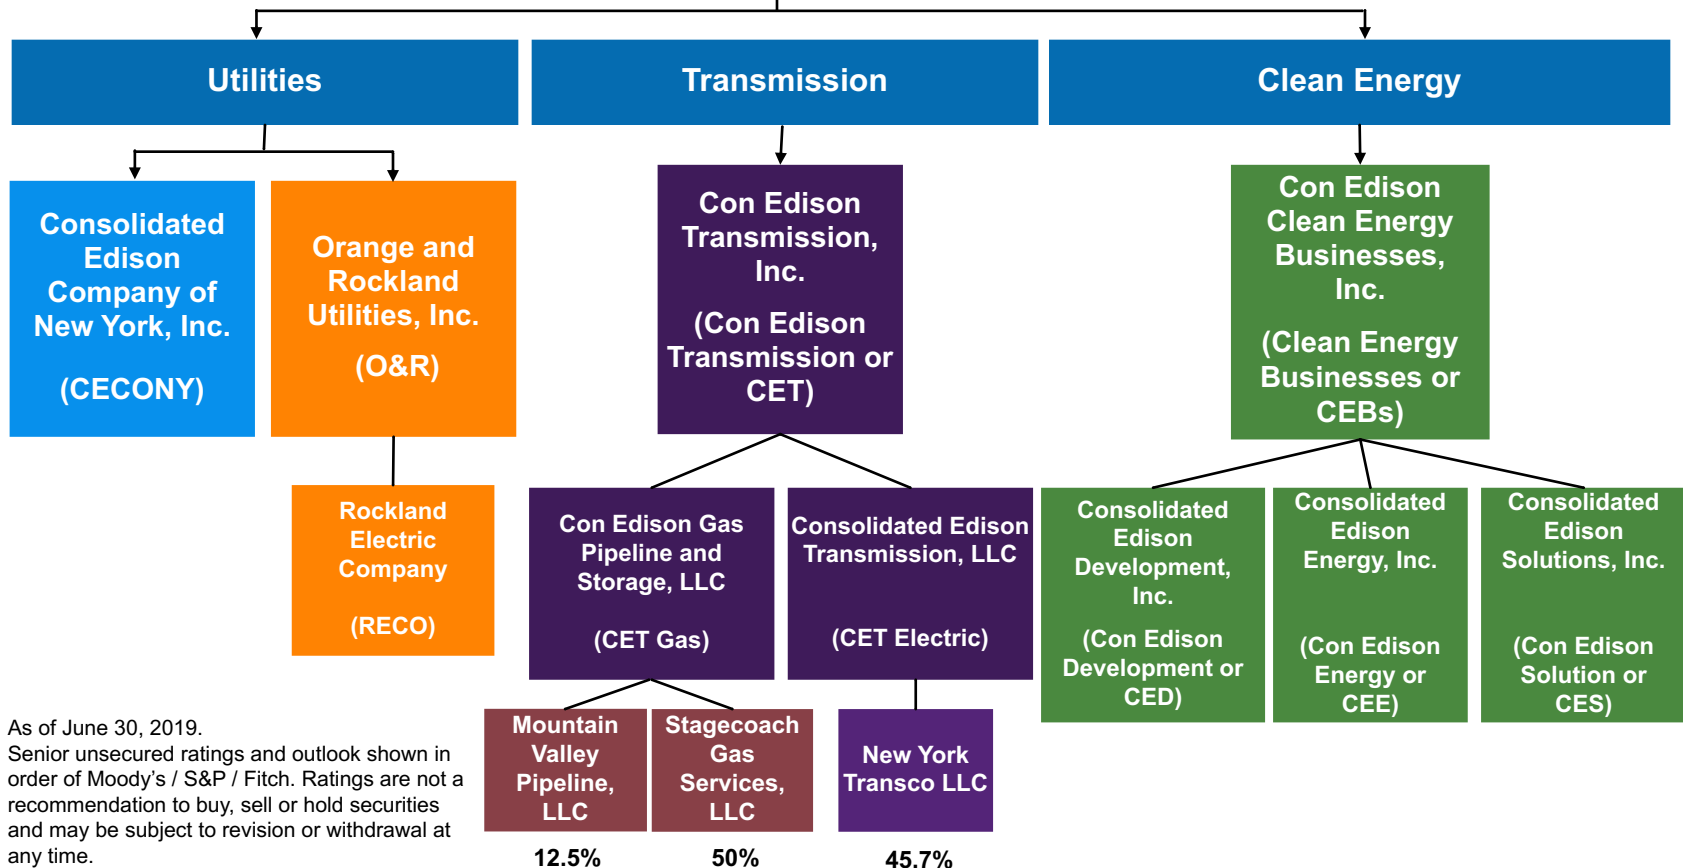 Utilities
Transmission
Clean Energy
Consolidated
Edison
Company of
New York, Inc.
(CECONY)
Orange and
Rockland
Utilities, Inc.
(O&R)
Con Edison
Transmission,
Inc.
(Con Edison
Transmission or
CET)
Con Edison
Clean Energy
Businesses,
Inc.
(Clean Energy
Businesses or
CEBs)
Rockland
Electric
Company
(RECO)
Con Edison Gas
Pipeline and
Storage, LLC
(CET Gas)
Consolidated Edison
Transmission, LLC
(CET Electric)
Consolidated
Edison
Development,
Inc.
(Con Edison
Development or
CED)
Consolidated
Edison
Energy, Inc.
(Con Edison
Energy or
CEE)
Consolidated
Edison
Solutions, Inc.
(Con Edison
Solution or
CES)
Mountain
Valley
Pipeline,
LLC
12.5%
Stagecoach
Gas
Services,
LLC
50%
New York
Transco LLC
45.7%
As of June 30, 2019.
Senior unsecured ratings and outlook shown in
order of Moody’s / S&P / Fitch. Ratings are not a
recommendation to buy, sell or hold securities
and may be subject to revision or withdrawal at
any time.